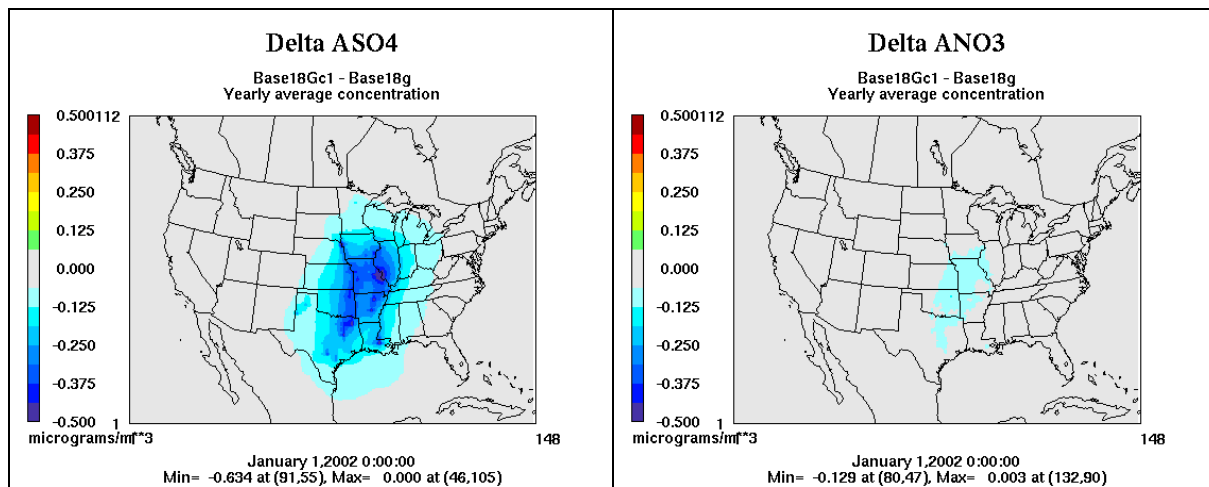 Delta ASO4
Base18Gc1 - Base18g
Yearly average concentration
0.500
112
0.375
0.250
0.125
0.000
-0.125
-0.250
-0.375
-0.500
1
micrograms/m**3
148
January 1,2002 0:00:00
Min= -0.634 at (91,55), Max= 0.000 at (46,105)
Delta ANO3
Base18Gc1 - Base18g
Yearly average concentration
0.500
112
0.375
0.250
0.125
0.000
-0.125
-0.250
-0.375
-0.500
1
micrograms/m**3
148
January 1,2002 0:00:00
Min= -0.129 at (80,47), Max= 0.003 at (132,90)